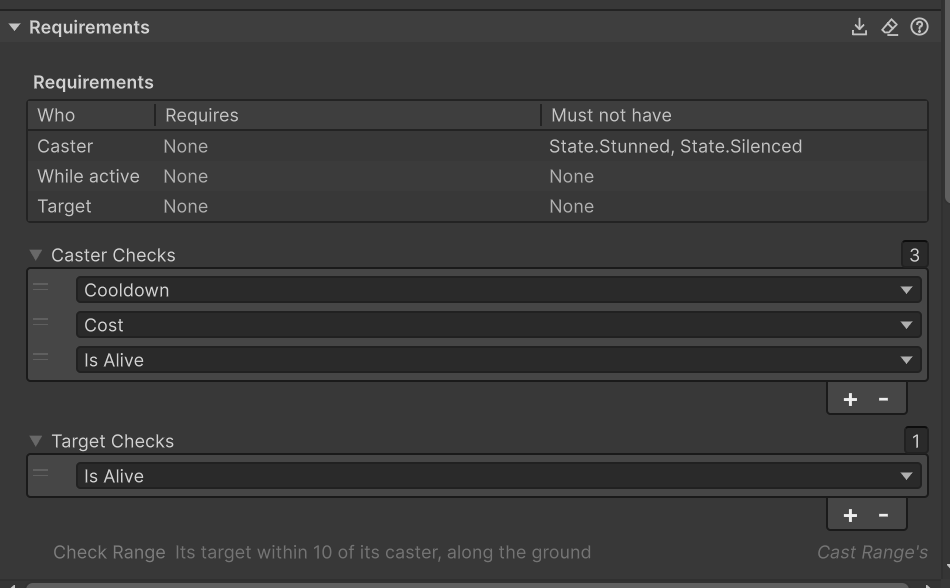 Requirements
Requirements
Who Requires Must not have
Caster None State.Stunned, State.Silenced
While active None None
Target None None
Caster Checks 3
Cooldown
Cost
Is Alive
+ -
Target Checks 1
Is Alive
+ -
Check Range Its target within 10 of its caster, along the ground Cast Range's